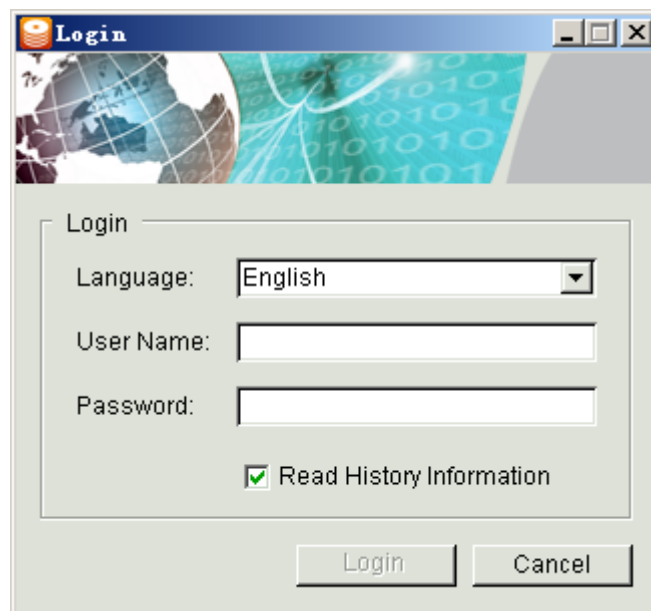 Login
Login
Language: English
User Name:
Password:
Read History Information
Login Cancel